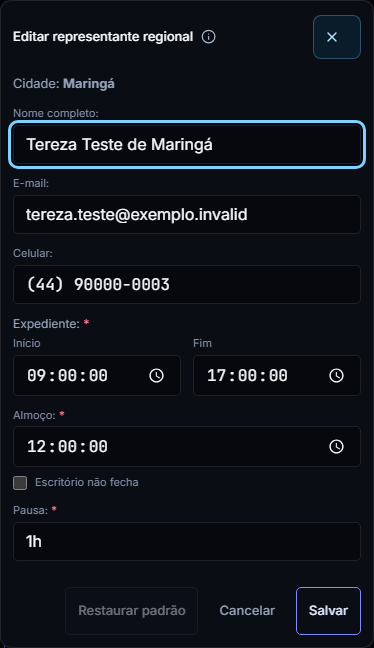 Editar representante regional
Cidade: Maringá
Nome completo:
Tereza Teste de Maringá
E-mail:
tereza.teste@exemplo.invalid
Celular:
(44) 90000-0003
Expediente: *
Início Fim
09:00:00 17:00:00
Almoço: *
12:00:00
Escritório não fecha
Pausa: *
1h
Restaurar padrão Cancelar Salvar